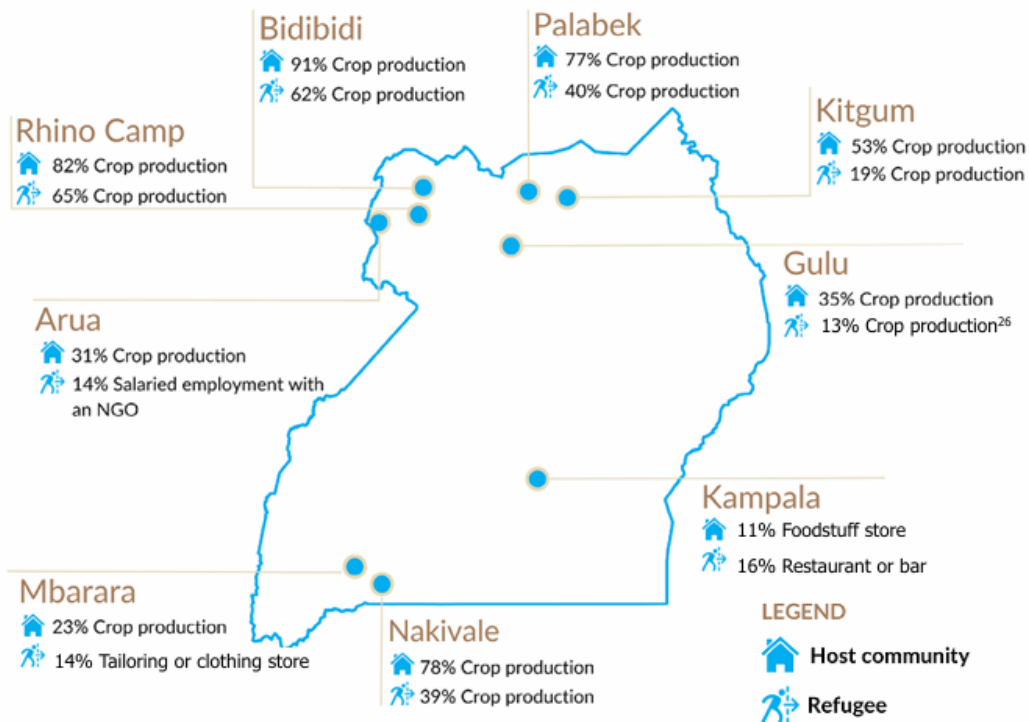 Bidibidi
91% Crop production
62% Crop production
Palabek
77% Crop production
40% Crop production
Kitgum
53% Crop production
19% Crop production
Rhino Camp
82% Crop production
65% Crop production
Gulu
35% Crop production
13% Crop production²⁶
Arua
31% Crop production
14% Salaried employment with
an NGO
Kampala
11% Foodstuff store
16% Restaurant or bar
Mbarara
23% Crop production
14% Tailoring or clothing store
Nakivale
78% Crop production
39% Crop production
LEGEND
Host community
Refugee